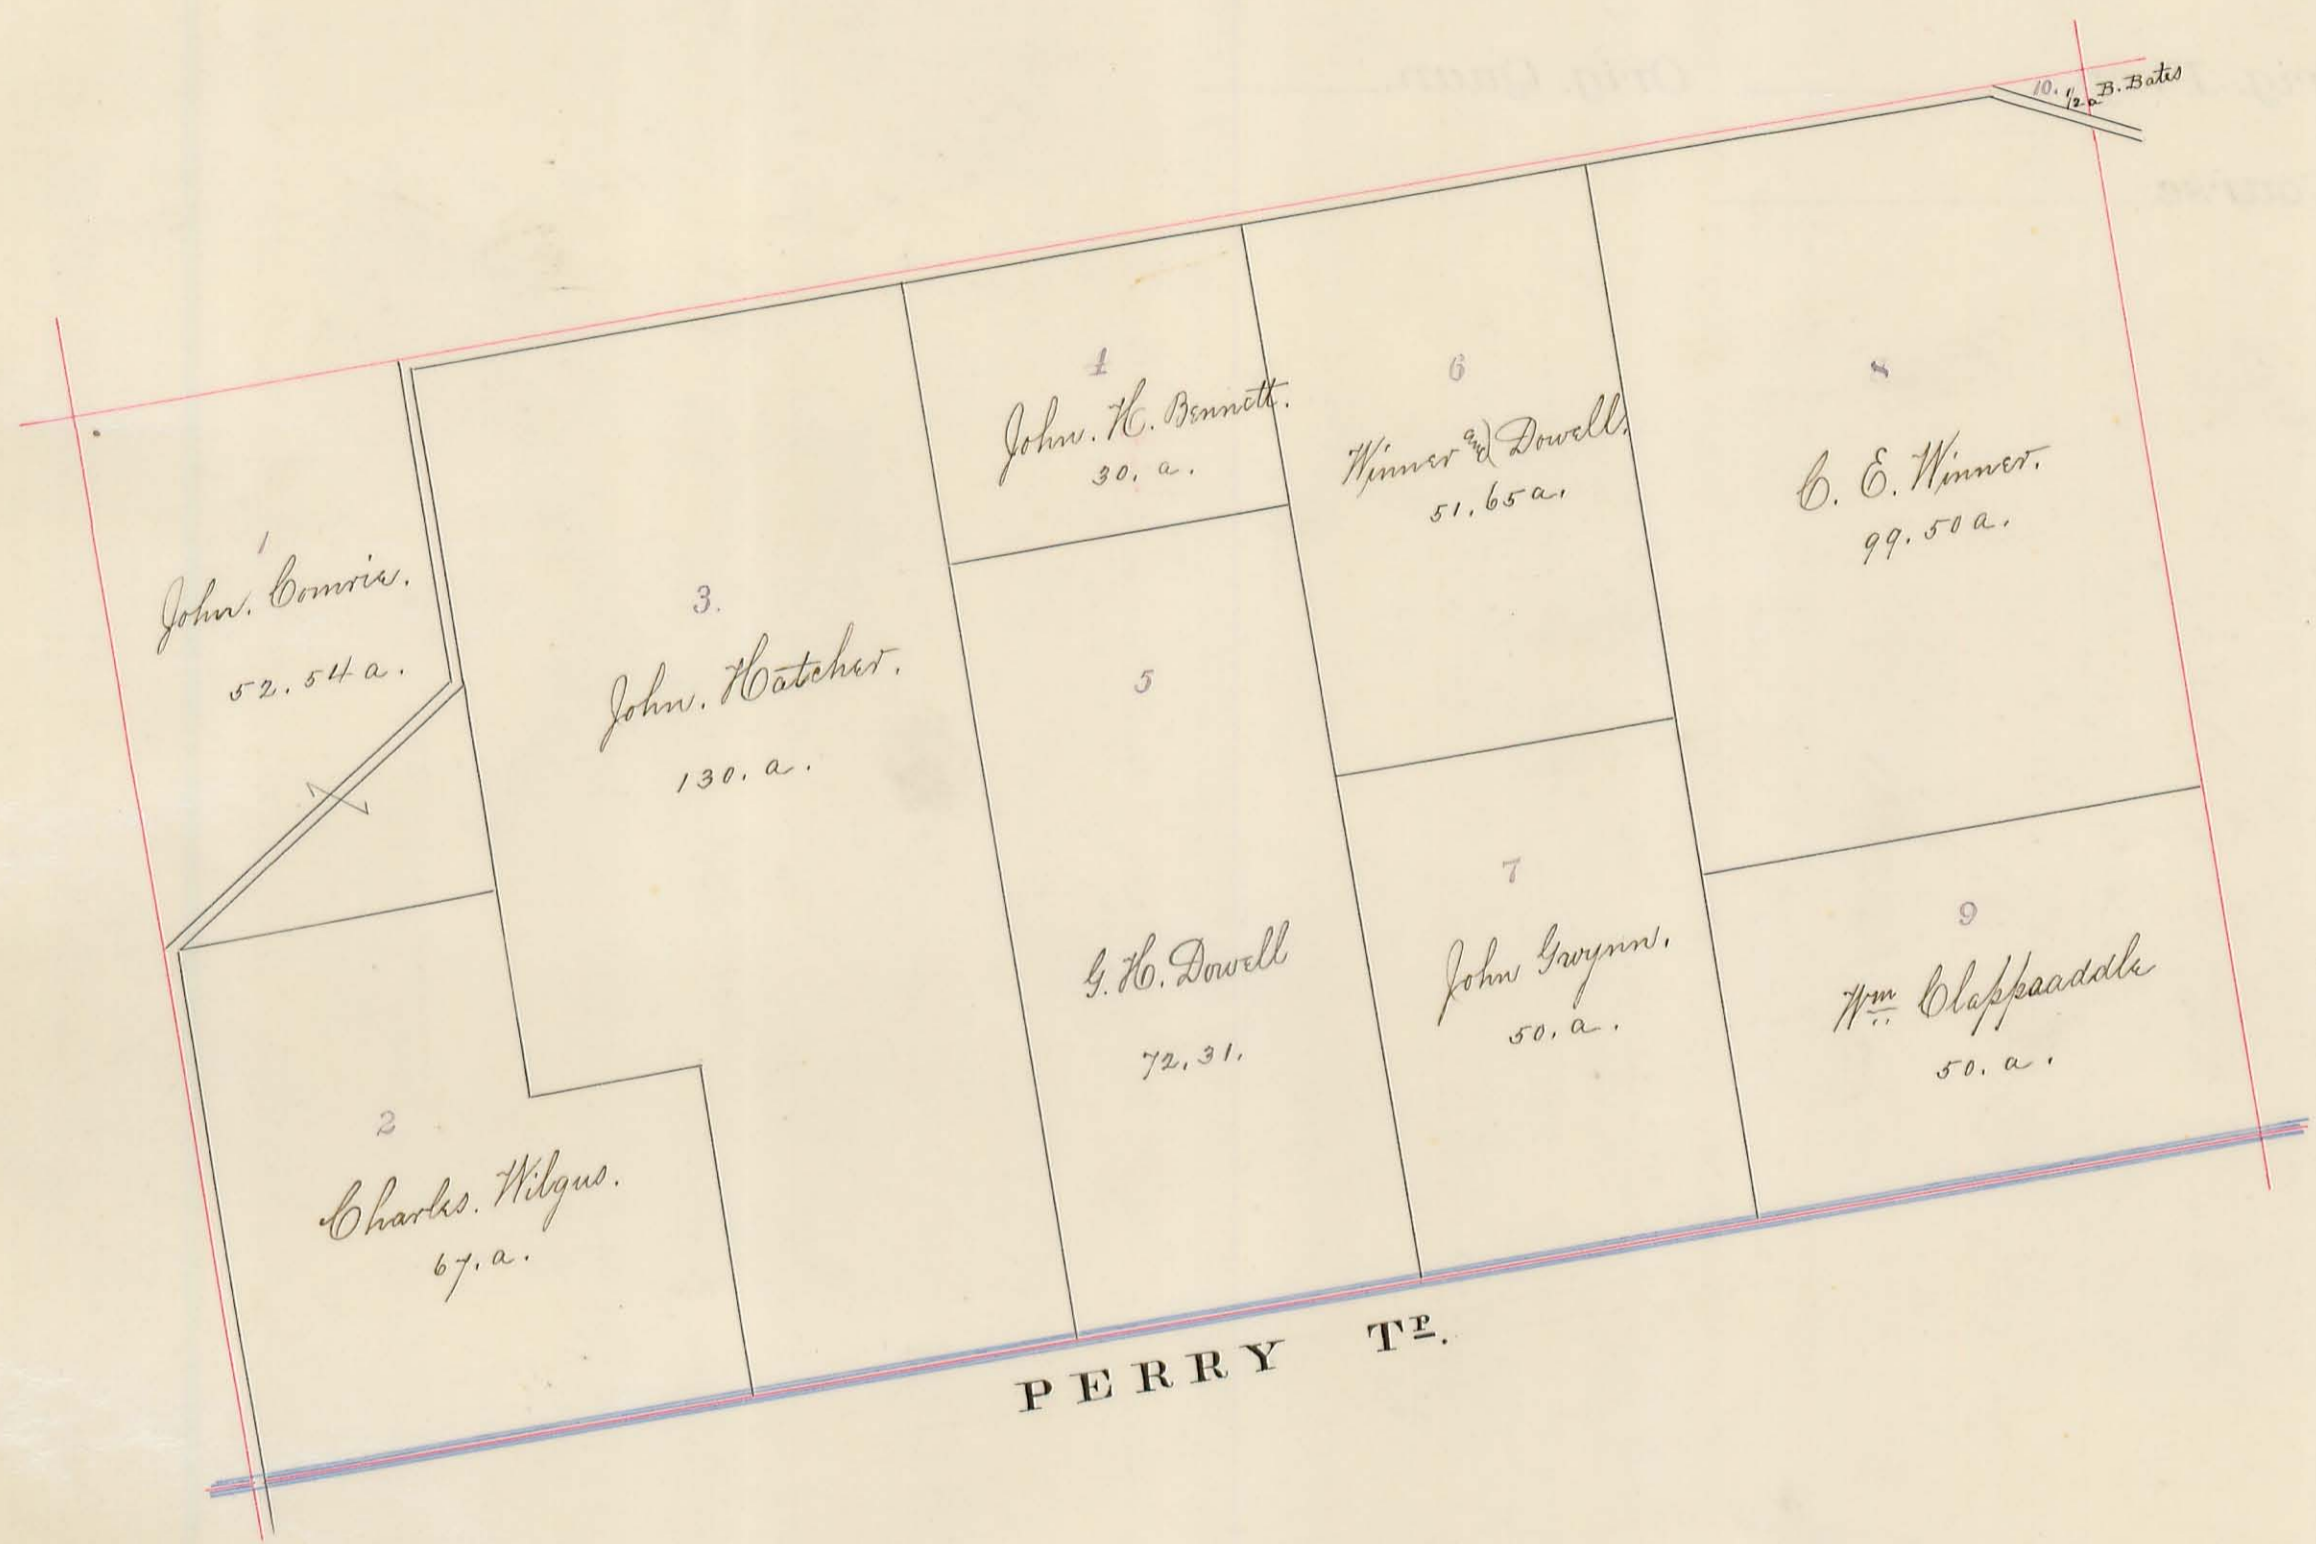 1
John. Comrie.
52.54 a.
2
Charles. Wilgus.
67. a.
3.
John. Hatcher.
130. a.
4
John. H. Bennett.
30. a.
5
G. H. Dowell
72.31.
6
Winner and Dowell.
51.65 a.
7
John Gwynn.
50. a.
8
C. E. Winner.
99.50 a.
9
Wm Clappaaddle
50. a.
10. 1/2 a B. Bates
PERRY TP.